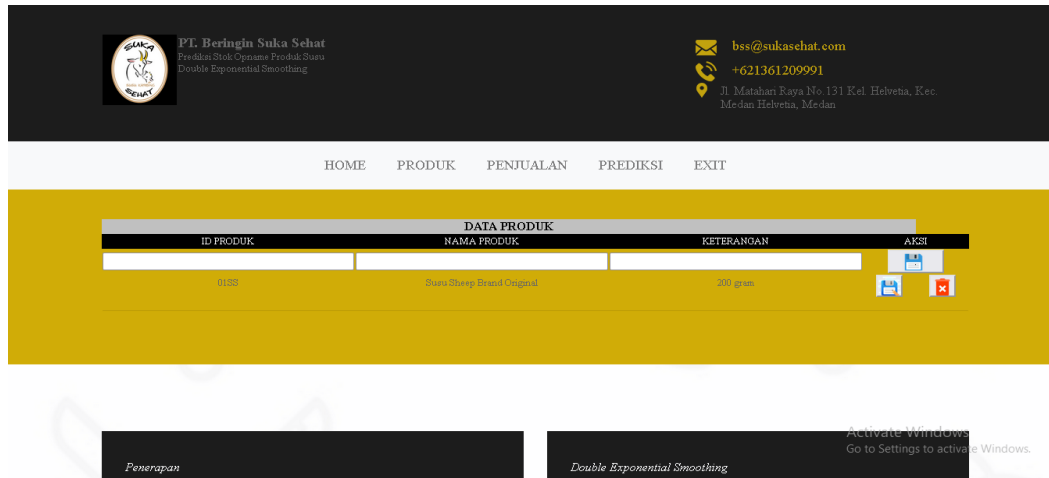 SUKA
SEHAT
PT. Beringin Suka Sehat
Prediksi Stok Opname Produk Susu
Double Exponential Smoothing
bss@sukasehat.com
+621361209991
Jl. Matahari Raya No. 131 Kel. Helvetia, Kec.
Medan Helvetia, Medan
HOME PRODUK PENJUALAN PREDIKSI EXIT
DATA PRODUK
ID PRODUK NAMA PRODUK KETERANGAN AKSI
01SS Susu Sheep Brand Original 200 gram
Activate Windows
Go to Settings to activate Windows.
Penerapan Double Exponential Smoothing